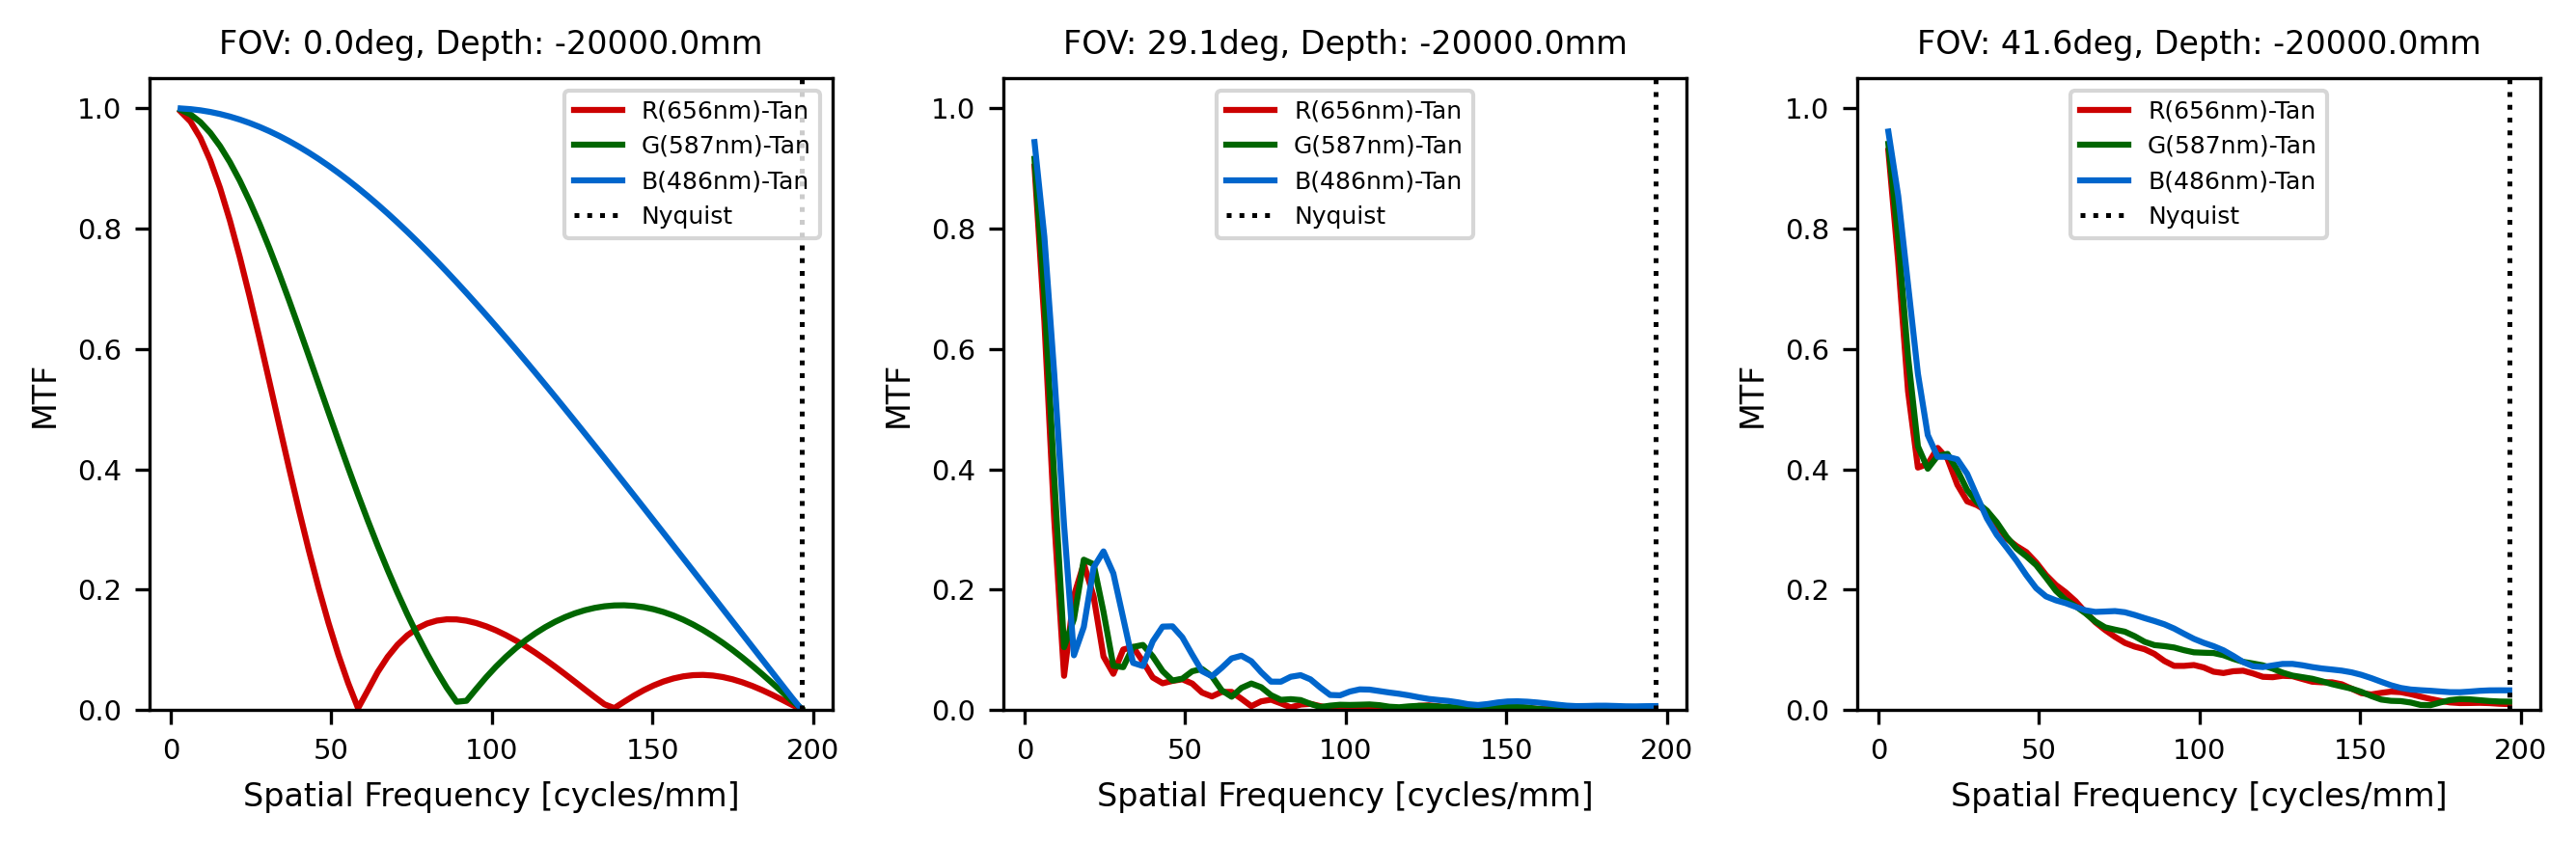 FOV: 0.0deg, Depth: -20000.0mm
MTF
1.0
0.8
0.6
0.4
0.2
0.0
R(656nm)-Tan
G(587nm)-Tan
B(486nm)-Tan
Nyquist
0 50 100 150 200
Spatial Frequency [cycles/mm]
FOV: 29.1deg, Depth: -20000.0mm
MTF
1.0
0.8
0.6
0.4
0.2
0.0
R(656nm)-Tan
G(587nm)-Tan
B(486nm)-Tan
Nyquist
0 50 100 150 200
Spatial Frequency [cycles/mm]
FOV: 41.6deg, Depth: -20000.0mm
MTF
1.0
0.8
0.6
0.4
0.2
0.0
R(656nm)-Tan
G(587nm)-Tan
B(486nm)-Tan
Nyquist
0 50 100 150 200
Spatial Frequency [cycles/mm]